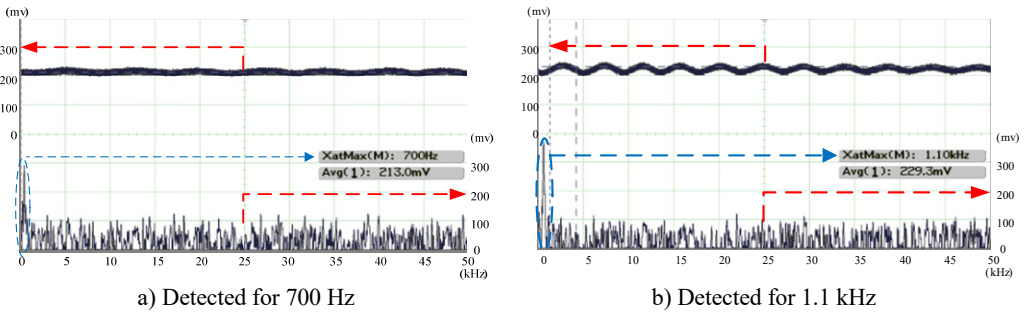 (mv)
300
200
100
0
(mv)
XatMax(M): 700Hz
Avg(1): 213.0mV
300
200
100
0
0 5 10 15 20 25 30 35 40 45 50
(kHz)
a) Detected for 700 Hz
(mv)
300
200
100
0
(mv)
XatMax(M): 1.10kHz
Avg(1): 229.3mV
300
200
100
0
0 5 10 15 20 25 30 35 40 45 50
(kHz)
b) Detected for 1.1 kHz